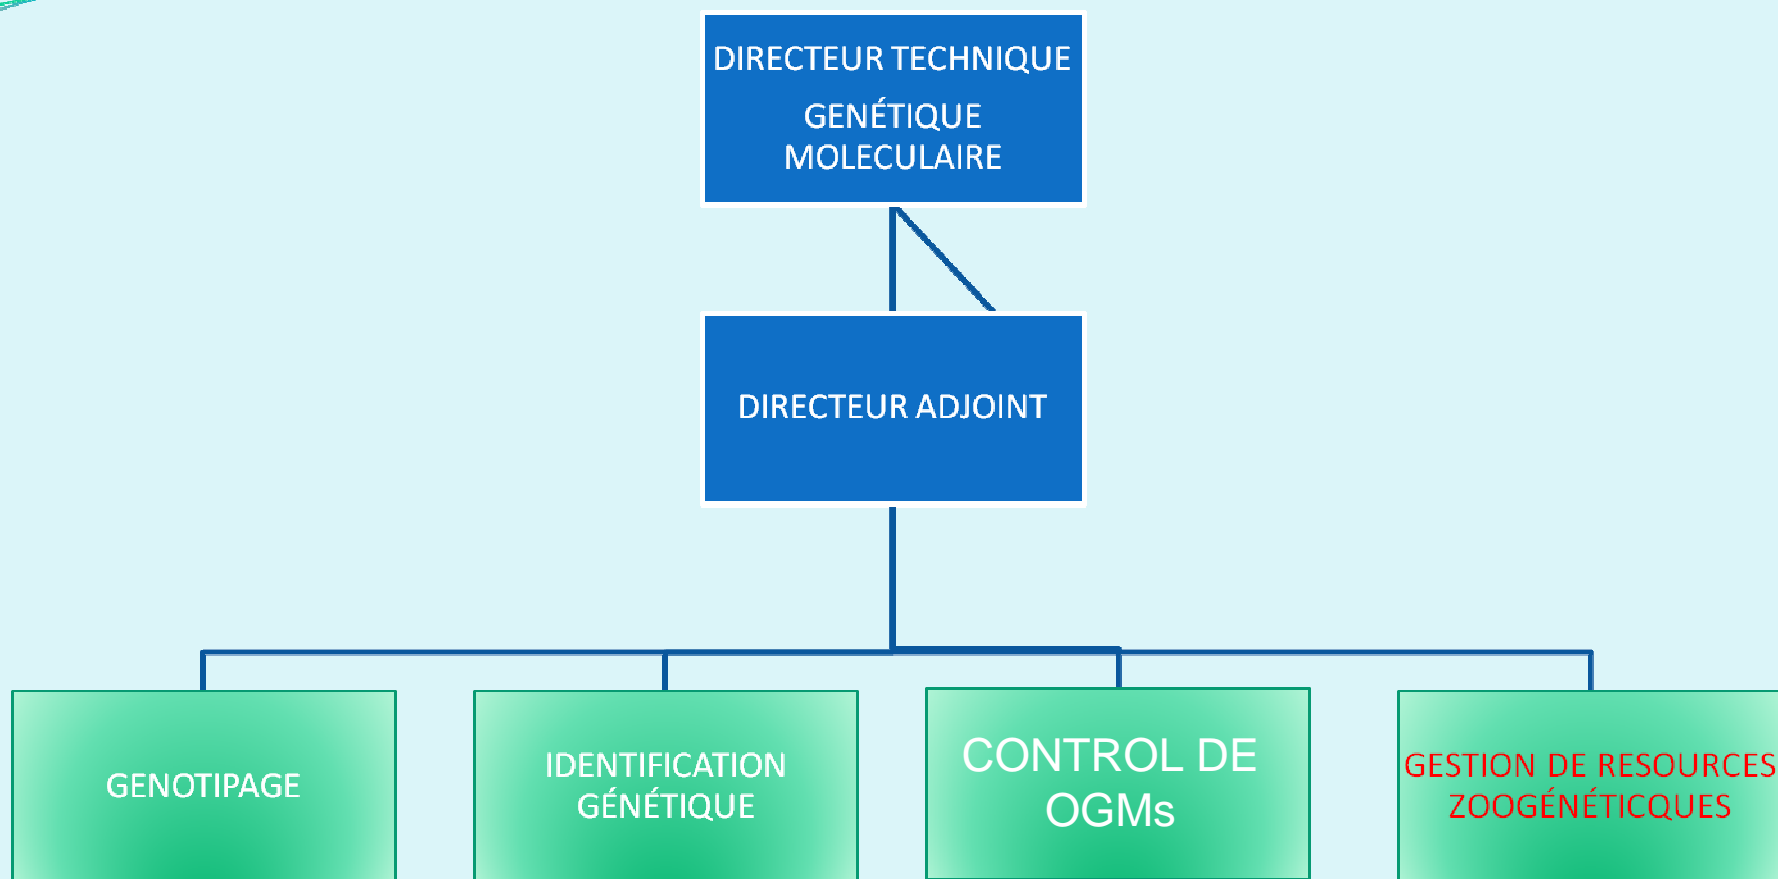 DIRECTEUR TECHNIQUE
GENÉTIQUE
MOLECULAIRE
DIRECTEUR ADJOINT
GENOTIPAGE
IDENTIFICATION
GÉNÉTIQUE
CONTROL DE
OGMs
GESTION DE RESOURCES
ZOOGÉNÉTICQUES